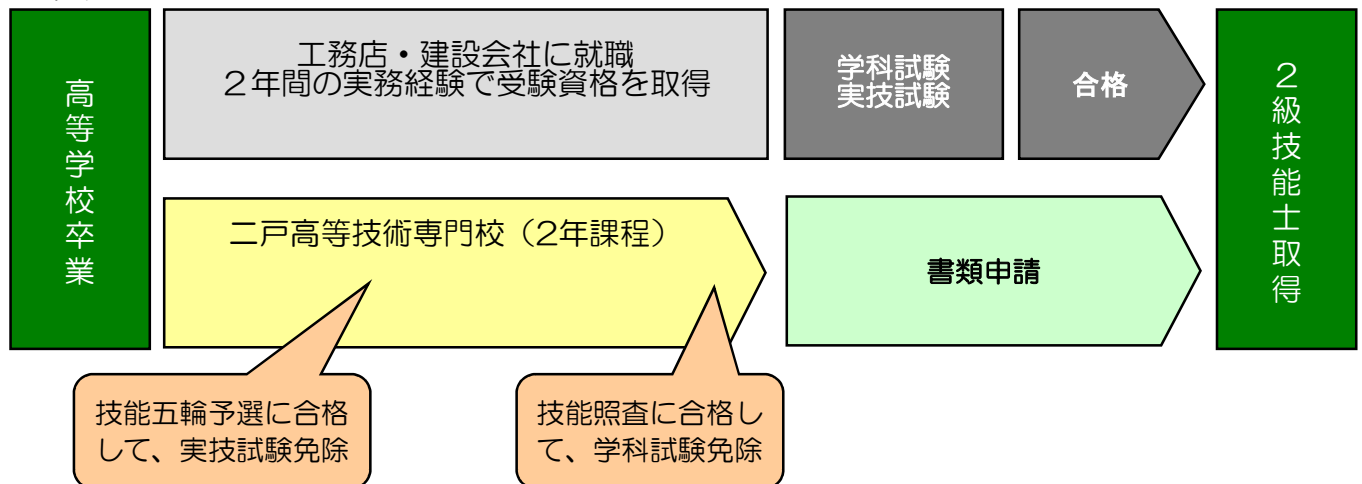 高等学校卒業
工務店・建設会社に就職
２年間の実務経験で受験資格を取得
学科試験
実技試験
合格
２級技能士取得
二戸高等技術専門校（2年課程）
書類申請
技能五輪予選に合格
して、実技試験免除
技能照査に合格し
て、学科試験免除